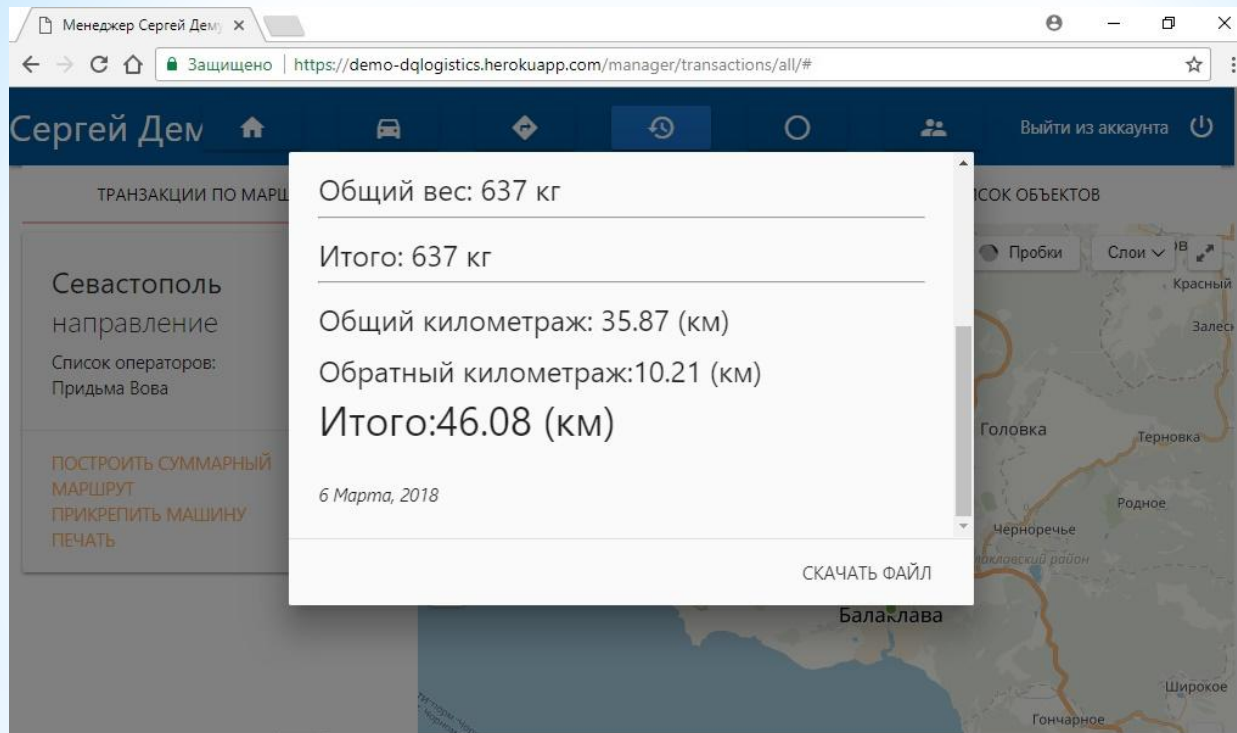 Менеджер Сергей Дем
Защищено
https://demo-dqlogistics.herokuapp.com/manager/transactions/all/#
Сергей Дем
Выйти из аккаунта
ТРАНЗАКЦИИ ПО МАРШ
СОК ОБЪЕКТОВ
Общий вес: 637 кг
Итого: 637 кг
Общий километраж: 35.87 (км)
Обратный километраж:10.21 (км)
Итого:46.08 (км)
6 Марта, 2018
СКАЧАТЬ ФАЙЛ
Севастополь
направление
Список операторов:
Придьма Вова
ПОСТРОИТЬ СУММАРНЫЙ
МАРШРУТ
ПРИКРЕПИТЬ МАШИНУ
ПЕЧАТЬ
Пробки
Слои
Красный
Залес
Головка
Терновка
Родное
Черноречье
Балаклава
Широкое
Гончарное